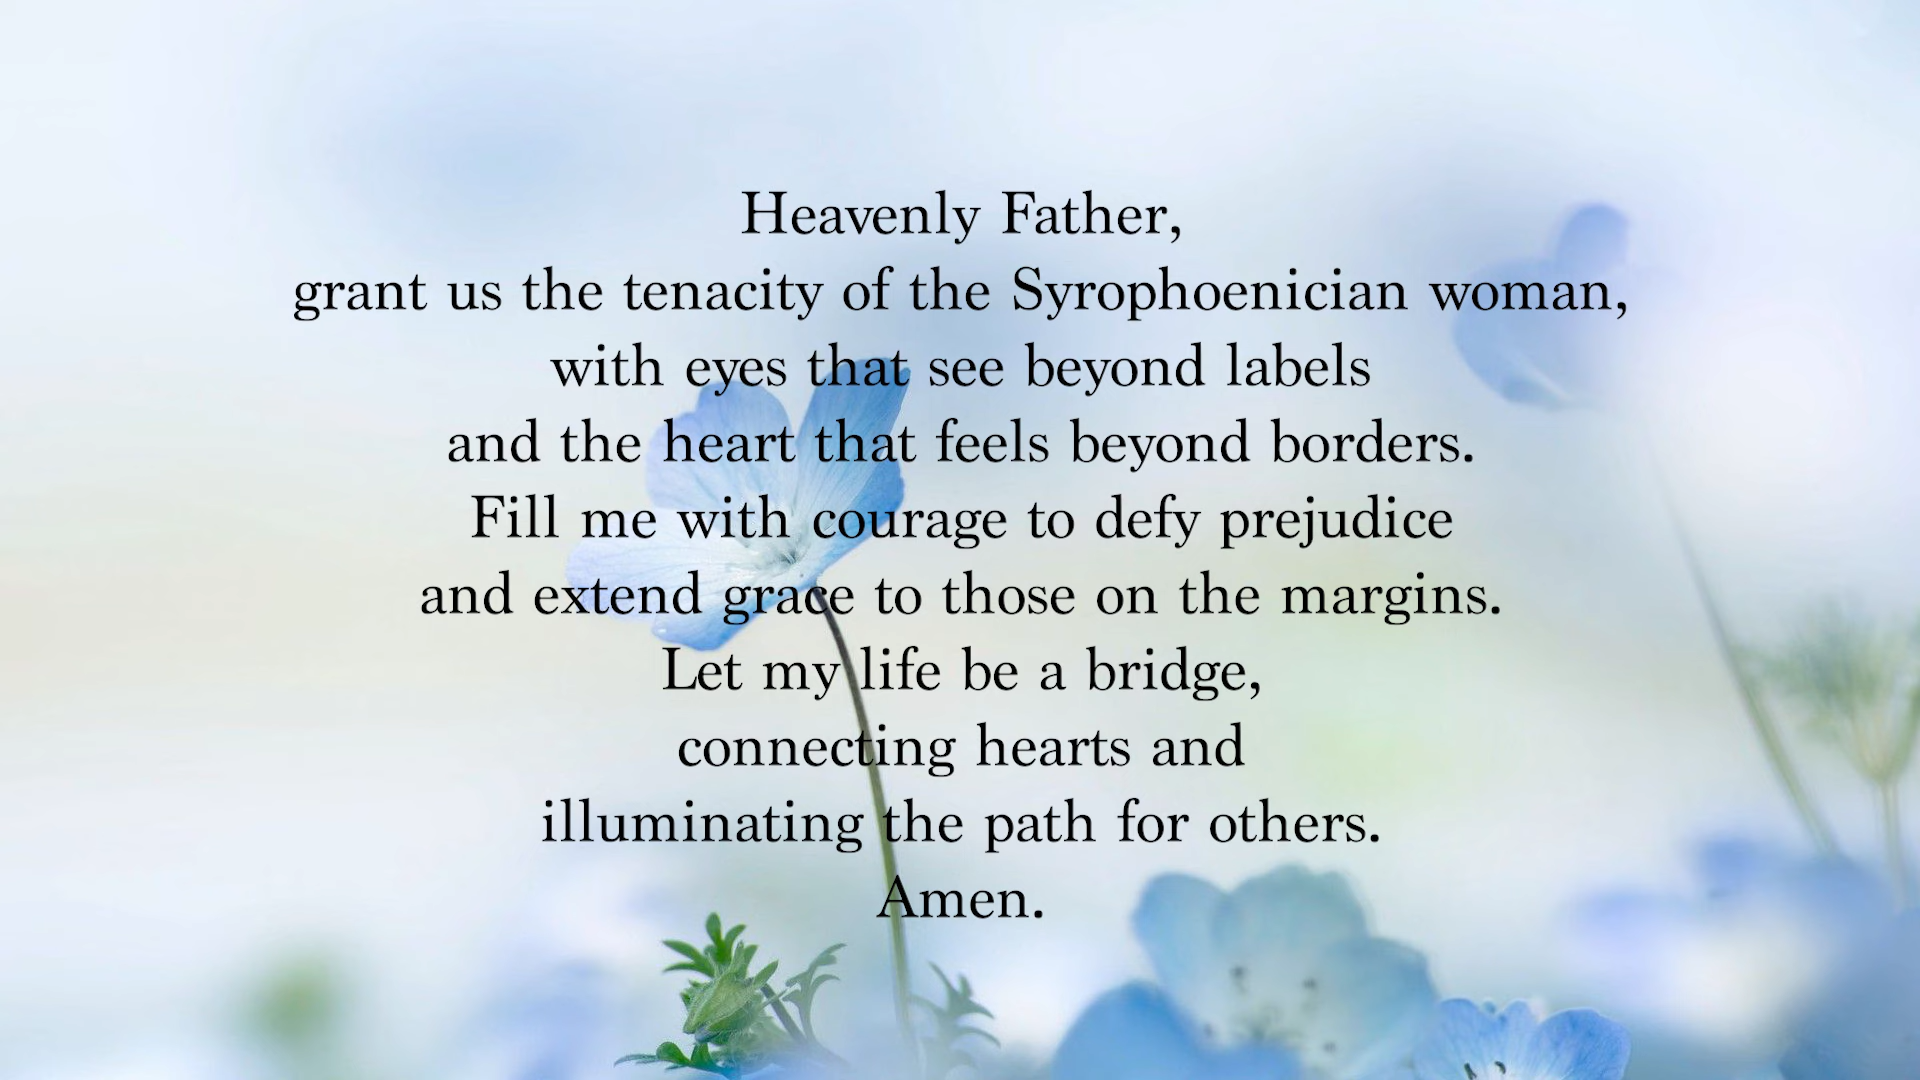 Heavenly Father,
grant us the tenacity of the Syrophoenician woman,
with eyes that see beyond labels
and the heart that feels beyond borders.
Fill me with courage to defy prejudice
and extend grace to those on the margins.
Let my life be a bridge,
connecting hearts and
illuminating the path for others.
Amen.